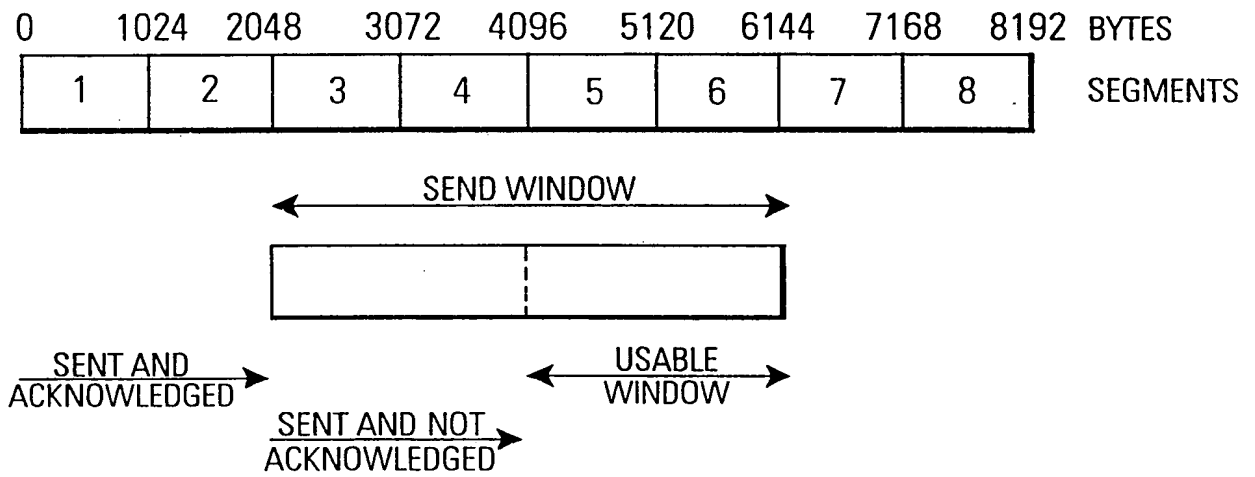 0 1024 2048 3072 4096 5120 6144 7168 8192 BYTES
1 2 3 4 5 6 7 8 SEGMENTS
SEND WINDOW
SENT AND
ACKNOWLEDGED
USABLE
WINDOW
SENT AND NOT
ACKNOWLEDGED